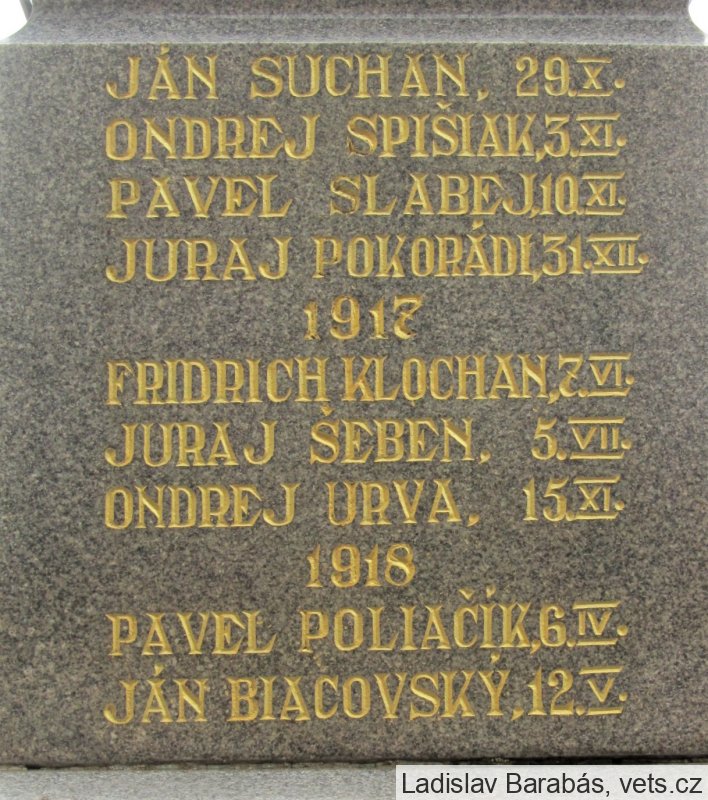 JÁN SUCHAN, 29.X.
ONDREJ SPIŠIAK, 3.XI.
PAVEL SLABEJ, 10.XI.
JURAJ POKORÁDI, 31.XII.
1917
FRIDRICH KLOCHAN, 7.VI.
JURAJ ŠEBEN, 5.VII.
ONDREJ URVA, 15.XI.
1918
PAVEL POLIAČIK, 6.IV.
JÁN BIACOVSKÝ, 12.V.
Ladislav Barabás, vets.cz